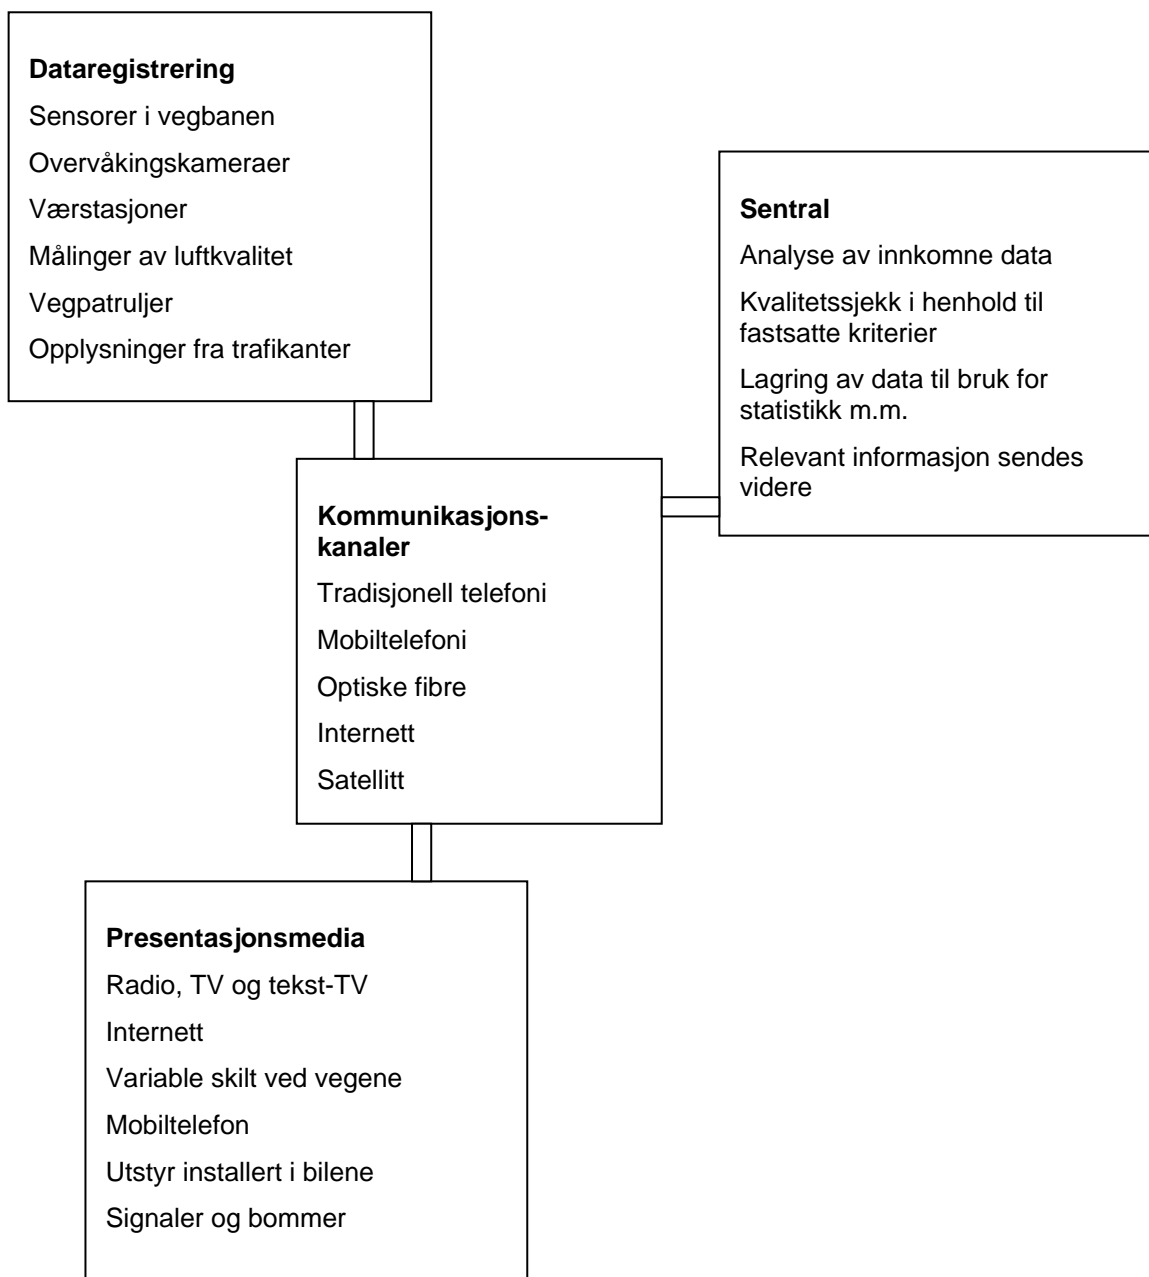 Dataregistrering
Sensorer i vegbanen
Overvåkingskameraer
Værstasjoner
Målinger av luftkvalitet
Vegpatruljer
Opplysninger fra trafikanter
Sentral
Analyse av innkomne data
Kvalitetssjekk i henhold til
fastsatte kriterier
Lagring av data til bruk for
statistikk m.m.
Relevant informasjon sendes
videre
Kommunikasjons-
kanaler
Tradisjonell telefoni
Mobiltelefoni
Optiske fibre
Internett
Satellitt
Presentasjonsmedia
Radio, TV og tekst-TV
Internett
Variable skilt ved vegene
Mobiltelefon
Utstyr installert i bilene
Signaler og bommer